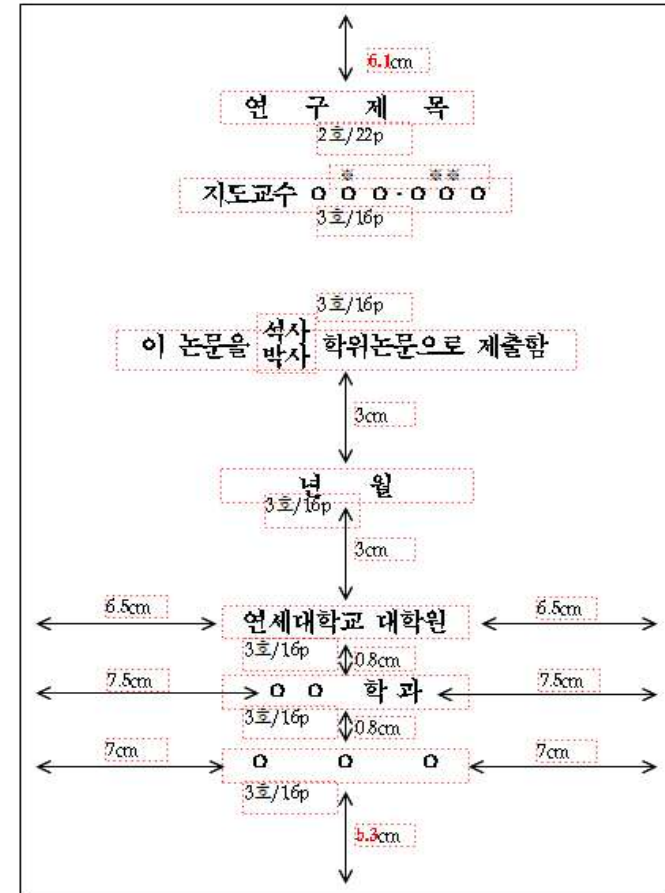 6.1cm
연 구 제 목
2호/22p
※ ※※
지도교수 ㅇ ㅇ ㅇ · ㅇ ㅇ ㅇ
3호/16p
3호/16p
이 논문을 석사 박사 학위논문으로 제출함
3cm
년 월
3호/16p
3cm
6.5cm 연세대학교 대학원 6.5cm
3호/16p 0.8cm
7.5cm ㅇ ㅇ 학 과 7.5cm
3호/16p 0.8cm
7cm ㅇ ㅇ ㅇ 7cm
3호/16p
cm